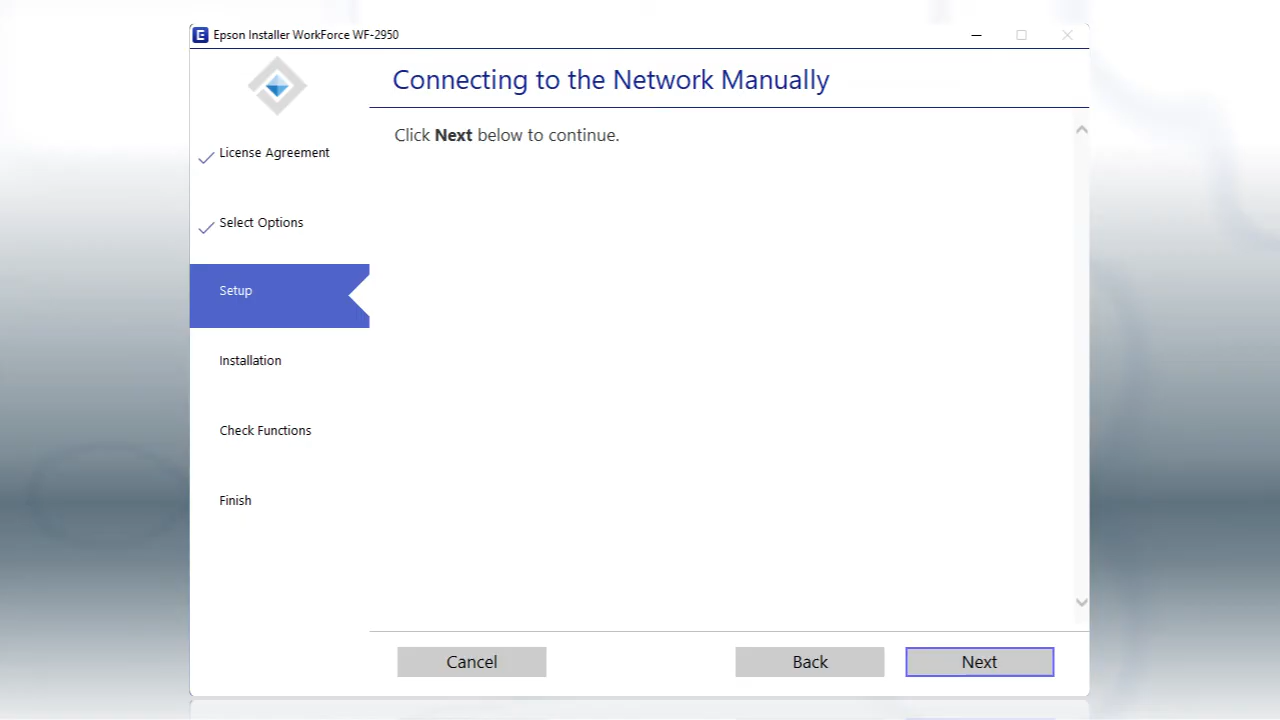 Epson Installer WorkForce WF-2950
Connecting to the Network Manually
Click Next below to continue.
License Agreement
Select Options
Setup
Installation
Check Functions
Finish
Cancel
Back
Next